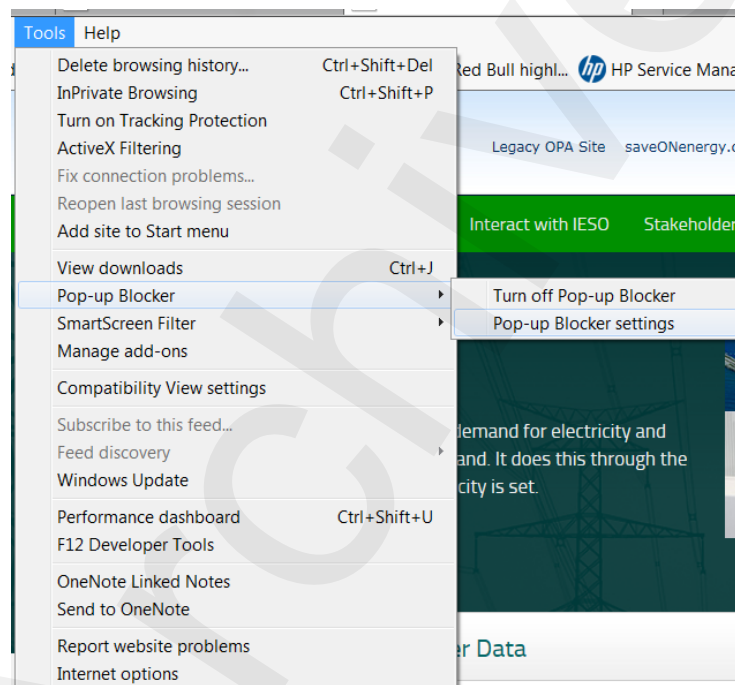 Tools Help
Delete browsing history... Ctrl+Shift+Del
InPrivate Browsing Ctrl+Shift+P
Turn on Tracking Protection
ActiveX Filtering
Fix connection problems...
Reopen last browsing session
Add site to Start menu
View downloads Ctrl+J
Pop-up Blocker
SmartScreen Filter
Manage add-ons
Compatibility View settings
Subscribe to this feed...
Feed discovery
Windows Update
Performance dashboard Ctrl+Shift+U
F12 Developer Tools
OneNote Linked Notes
Send to OneNote
Report website problems
Internet options
Turn off Pop-up Blocker
Pop-up Blocker settings
Red Bull highl... hp HP Service Mana
Legacy OPA Site saveONenergy.c
Interact with IESO Stakeholder
demand for electricity and
and. It does this through the
city is set.
er Data